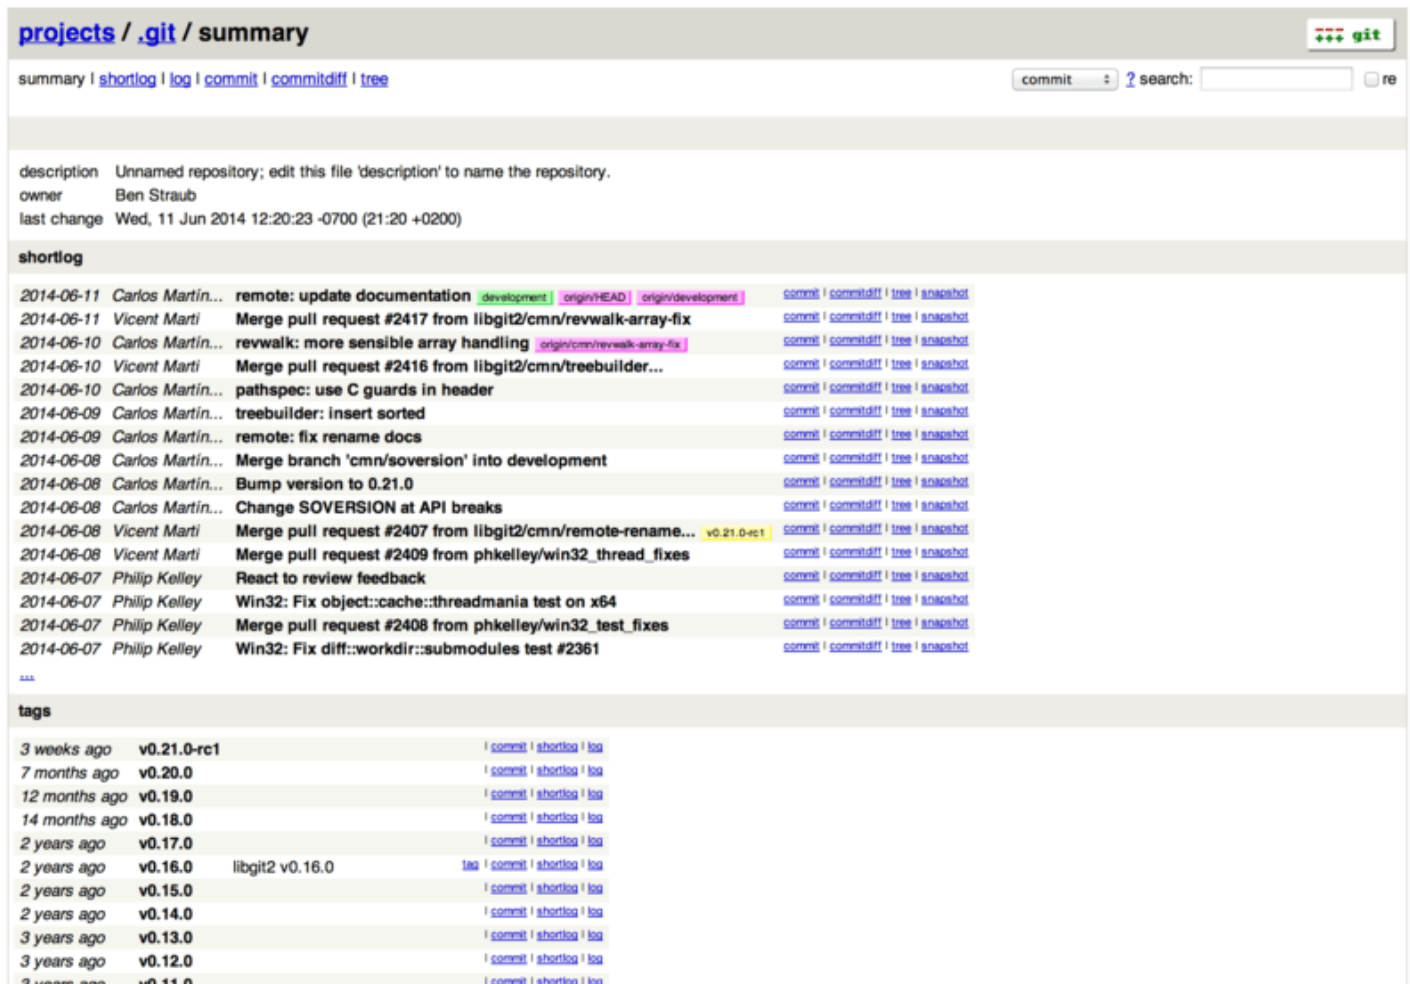 projects / .git / summary
git
summary | shortlog | log | commit | commitdiff | tree
commit ? search: re
description Unnamed repository; edit this file 'description' to name the repository.
owner Ben Straub
last change Wed, 11 Jun 2014 12:20:23 -0700 (21:20 +0200)
shortlog
2014-06-11 Carlos Martín... remote: update documentation development origin/HEAD origin/development commit | commitdiff | tree | snapshot
2014-06-11 Vicent Marti Merge pull request #2417 from libgit2/cmn/revwalk-array-fix commit | commitdiff | tree | snapshot
2014-06-10 Carlos Martín... revwalk: more sensible array handling origin/cmn/revwalk-array-fix commit | commitdiff | tree | snapshot
2014-06-10 Vicent Marti Merge pull request #2416 from libgit2/cmn/treebuilder... commit | commitdiff | tree | snapshot
2014-06-10 Carlos Martín... pathspec: use C guards in header commit | commitdiff | tree | snapshot
2014-06-09 Carlos Martín... treebuilder: insert sorted commit | commitdiff | tree | snapshot
2014-06-09 Carlos Martín... remote: fix rename docs commit | commitdiff | tree | snapshot
2014-06-08 Carlos Martín... Merge branch 'cmn/soversion' into development commit | commitdiff | tree | snapshot
2014-06-08 Carlos Martín... Bump version to 0.21.0 commit | commitdiff | tree | snapshot
2014-06-08 Carlos Martín... Change SOVERSION at API breaks commit | commitdiff | tree | snapshot
2014-06-08 Vicent Marti Merge pull request #2407 from libgit2/cmn/remote-rename... v0.21.0-rc1 commit | commitdiff | tree | snapshot
2014-06-08 Vicent Marti Merge pull request #2409 from phkelley/win32_thread_fixes commit | commitdiff | tree | snapshot
2014-06-07 Philip Kelley React to review feedback commit | commitdiff | tree | snapshot
2014-06-07 Philip Kelley Win32: Fix object::cache::threadmania test on x64 commit | commitdiff | tree | snapshot
2014-06-07 Philip Kelley Merge pull request #2408 from phkelley/win32_test_fixes commit | commitdiff | tree | snapshot
2014-06-07 Philip Kelley Win32: Fix diff::workdir::submodules test #2361 commit | commitdiff | tree | snapshot
...
tags
3 weeks ago v0.21.0-rc1 | commit | shortlog | log
7 months ago v0.20.0 | commit | shortlog | log
12 months ago v0.19.0 | commit | shortlog | log
14 months ago v0.18.0 | commit | shortlog | log
2 years ago v0.17.0 | commit | shortlog | log
2 years ago v0.16.0 libgit2 v0.16.0 tag | commit | shortlog | log
2 years ago v0.15.0 | commit | shortlog | log
2 years ago v0.14.0 | commit | shortlog | log
3 years ago v0.13.0 | commit | shortlog | log
3 years ago v0.12.0 | commit | shortlog | log
3 years ago v0.11.0 | commit | shortlog | log